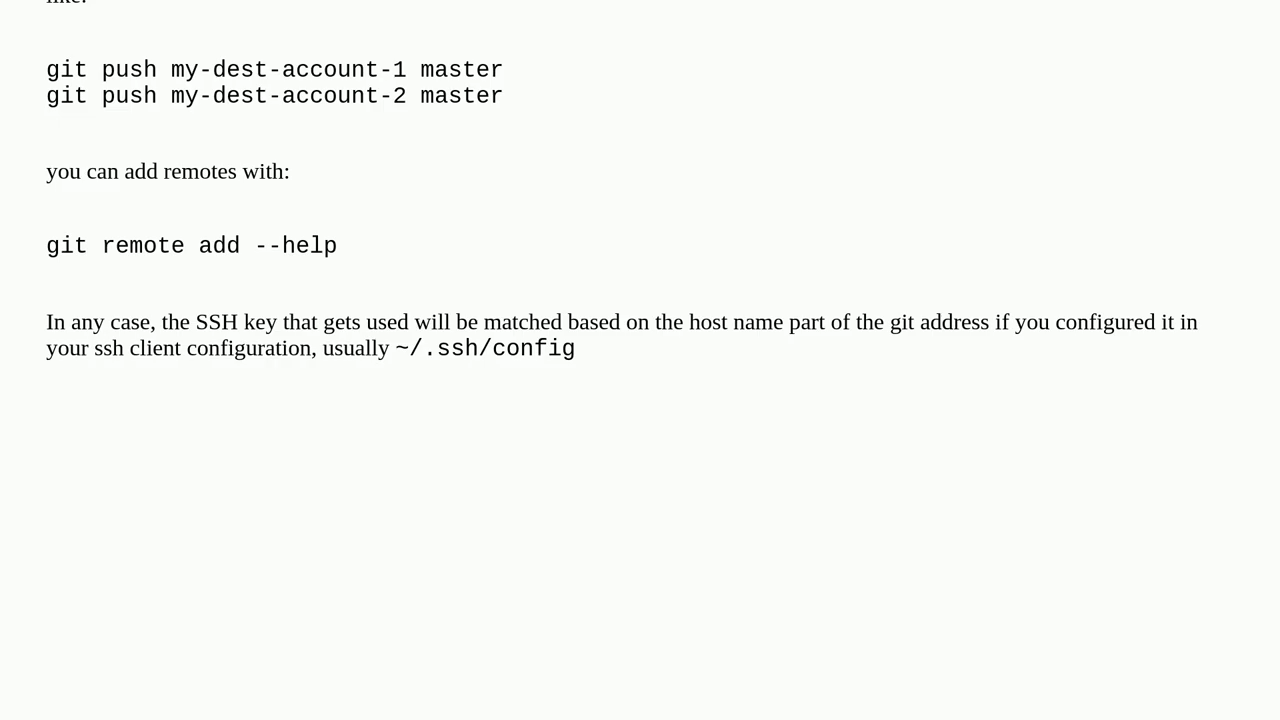 like:
git push my-dest-account-1 master
git push my-dest-account-2 master
you can add remotes with:
git remote add --help
In any case, the SSH key that gets used will be matched based on the host name part of the git address if you configured it in
your ssh client configuration, usually ~/.ssh/config